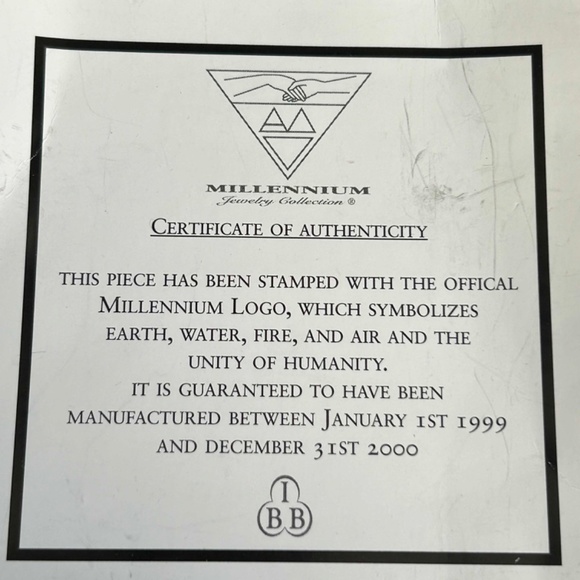 MILLENNIUM
Jewelry Collection ®
CERTIFICATE OF AUTHENTICITY
THIS PIECE HAS BEEN STAMPED WITH THE OFFICAL
MILLENNIUM LOGO, WHICH SYMBOLIZES
EARTH, WATER, FIRE, AND AIR AND THE
UNITY OF HUMANITY.
IT IS GUARANTEED TO HAVE BEEN
MANUFACTURED BETWEEN JANUARY 1ST 1999
AND DECEMBER 31ST 2000
I
B B